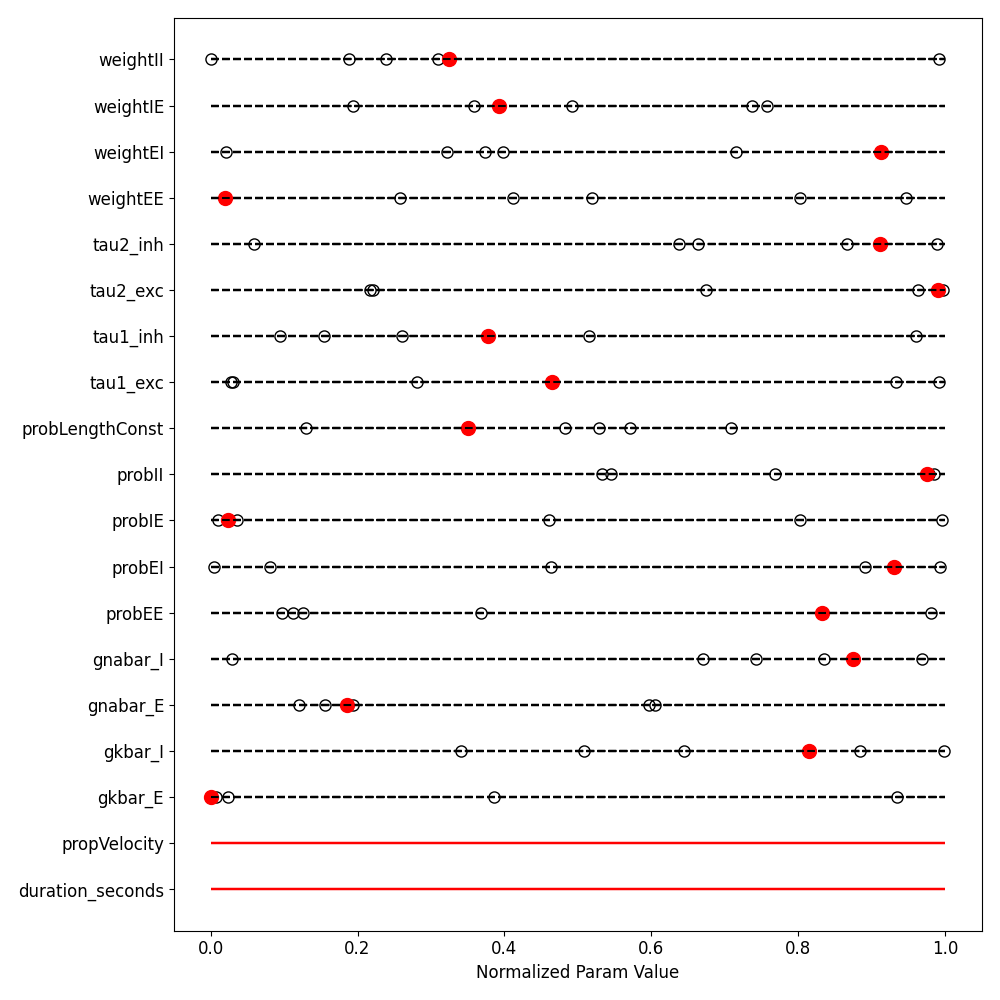 weightII
weightIE
weightEI
weightEE
tau2_inh
tau2_exc
tau1_inh
tau1_exc
probLengthConst
probII
probIE
probEI
probEE
gnabar_I
gnabar_E
gkbar_I
gkbar_E
propVelocity
duration_seconds
0.0 0.2 0.4 0.6 0.8 1.0
Normalized Param Value